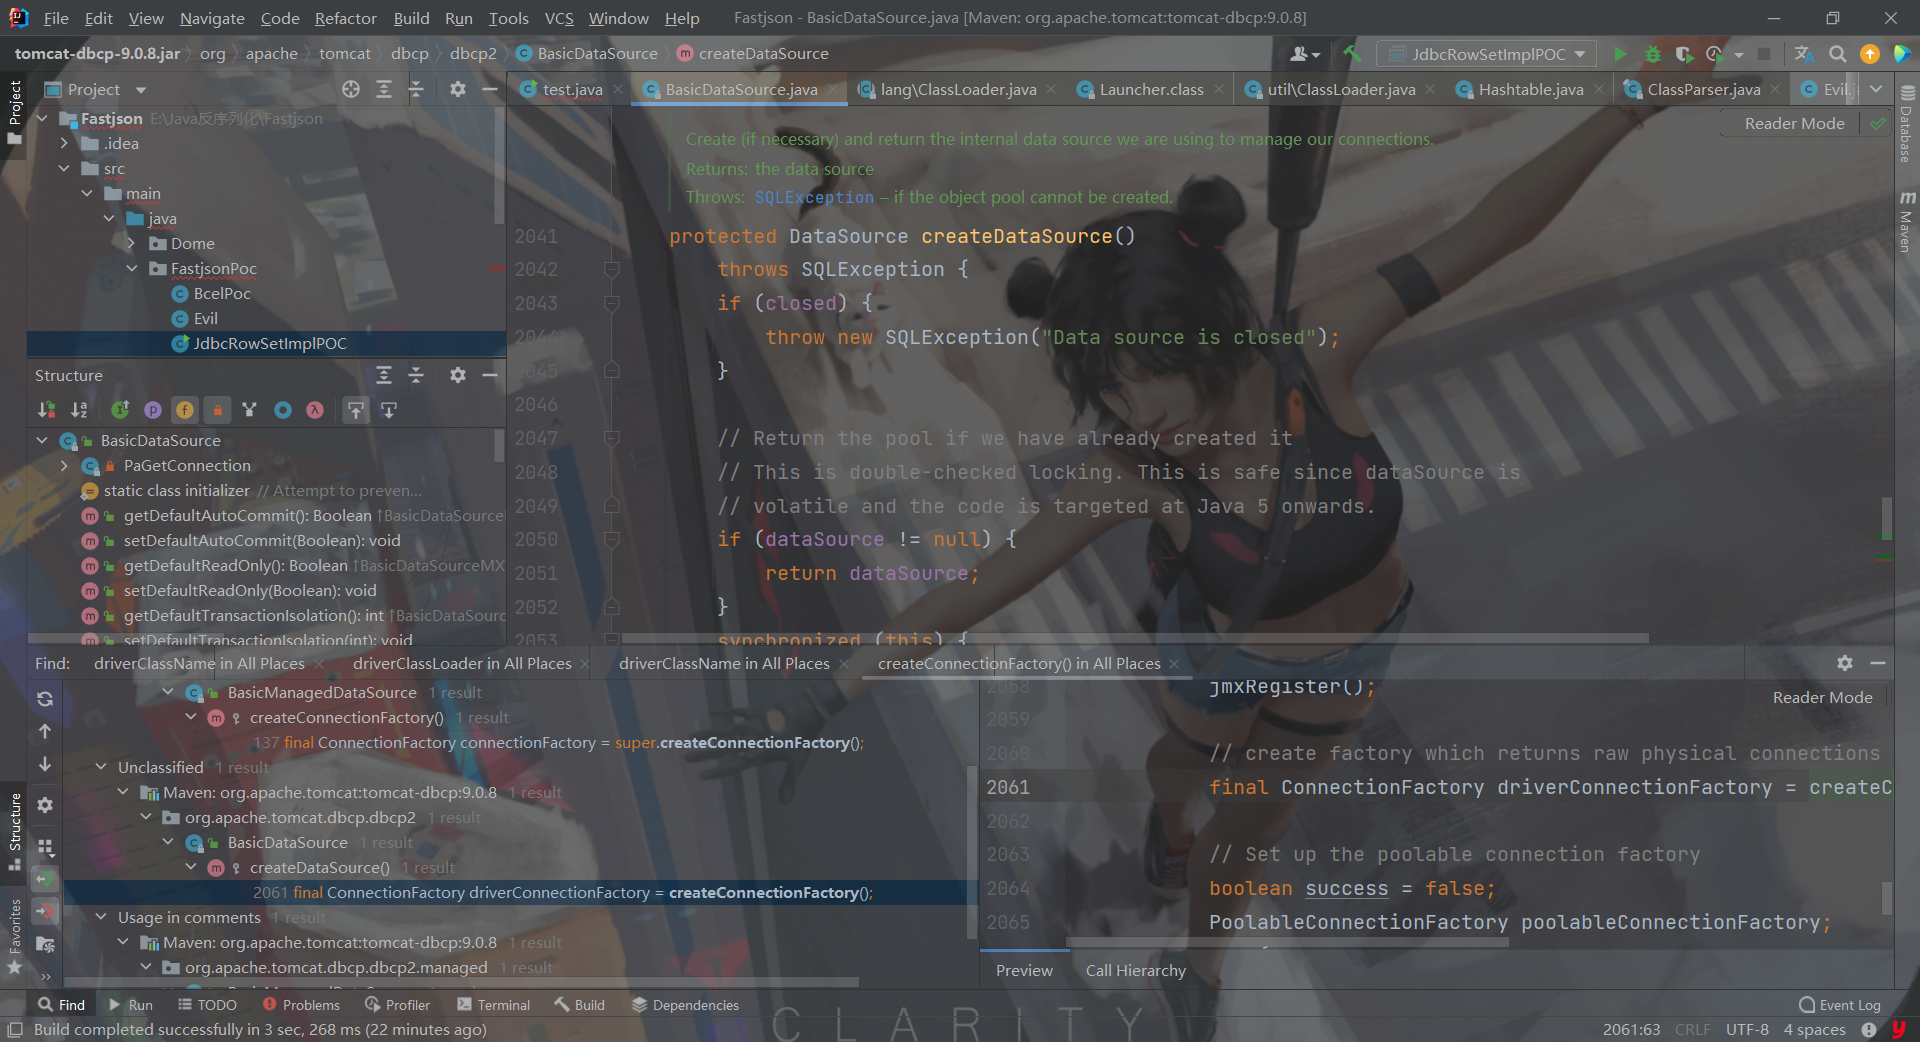 File Edit View Navigate Code Refactor Build Run Tools VCS Window Help Fastjson - BasicDataSource.java [Maven: org.apache.tomcat:tomcat-dbcp:9.0.8]
tomcat-dbcp-9.0.8.jar org apache tomcat dbcp dbcp2 BasicDataSource createDataSource JdbcRowSetImplPOC
Project
test.java BasicDataSource.java lang\ClassLoader.java Launcher.class util\ClassLoader.java Hashtable.java ClassParser.java Evil.j
Project
Fastjson E:\Java反序列化\Fastjson
.idea
src
main
java
Dome
FastjsonPoc
BcelPoc
Evil
JdbcRowSetImplPOC
Reader Mode
Database
Maven
Create (if necessary) and return the internal data source we are using to manage our connections.
Returns: the data source
Throws: SQLException – if the object pool cannot be created.
2041 protected DataSource createDataSource()
2042 throws SQLException {
2043 if (closed) {
2044 throw new SQLException("Data source is closed");
2045 }
2046
2047 // Return the pool if we have already created it
2048 // This is double-checked locking. This is safe since dataSource is
2049 // volatile and the code is targeted at Java 5 onwards.
2050 if (dataSource != null) {
2051 return dataSource;
2052 }
2053 synchronized (this) {
Structure
BasicDataSource
PaGetConnection
static class initializer // Attempt to preven...
getDefaultAutoCommit(): Boolean ↑BasicDataSource
setDefaultAutoCommit(Boolean): void
getDefaultReadOnly(): Boolean ↑BasicDataSourceMX
setDefaultReadOnly(Boolean): void
getDefaultTransactionIsolation(): int ↑BasicDataSourc
setDefaultTransactionIsolation(int): void
Find: driverClassName in All Places driverClassLoader in All Places driverClassName in All Places createConnectionFactory() in All Places
BasicManagedDataSource 1 result
createConnectionFactory() 1 result
137 final ConnectionFactory connectionFactory = super.createConnectionFactory();
Unclassified 1 result
Maven: org.apache.tomcat:tomcat-dbcp:9.0.8 1 result
org.apache.tomcat.dbcp.dbcp2 1 result
BasicDataSource 1 result
createDataSource() 1 result
2061 final ConnectionFactory driverConnectionFactory = createConnectionFactory();
Usage in comments 1 result
Maven: org.apache.tomcat:tomcat-dbcp:9.0.8 1 result
org.apache.tomcat.dbcp.dbcp2.managed 1 result
Structure
Favorites
2058 jmxRegister();
Reader Mode
2059
2060 // create factory which returns raw physical connections
2061 final ConnectionFactory driverConnectionFactory = createC
2062
2063 // Set up the poolable connection factory
2064 boolean success = false;
2065 PoolableConnectionFactory poolableConnectionFactory;
Preview Call Hierarchy
Find Run TODO Problems Profiler Terminal Build Dependencies Event Log
CLARITY
Build completed successfully in 3 sec, 268 ms (22 minutes ago) 2061:63 CRLF UTF-8 4 spaces